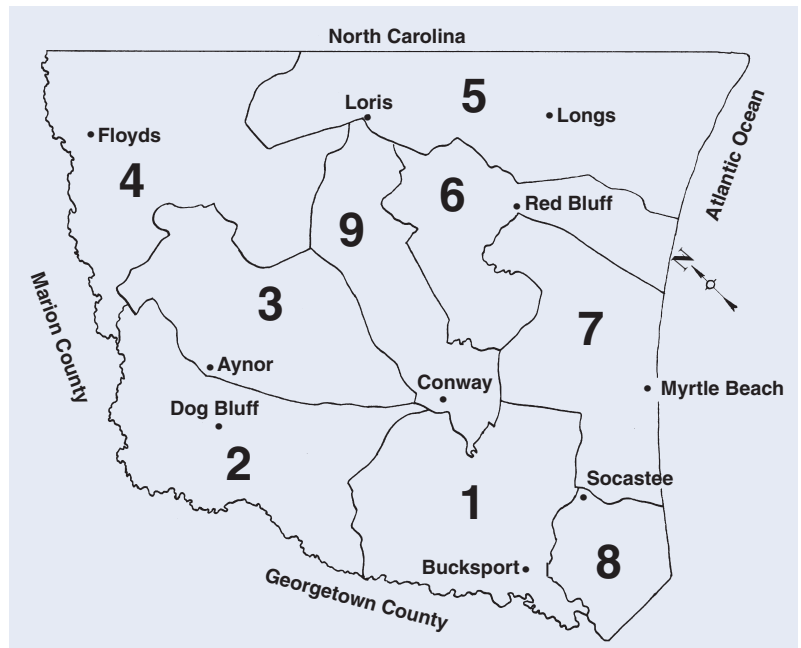 North Carolina
5
Loris
Longs
Floyds
Atlantic Ocean
4
6
Red Bluff
9
N
Marion County
3
7
Aynor
Conway
Myrtle Beach
Dog Bluff
2
Socastee
1
8
Bucksport
Georgetown County